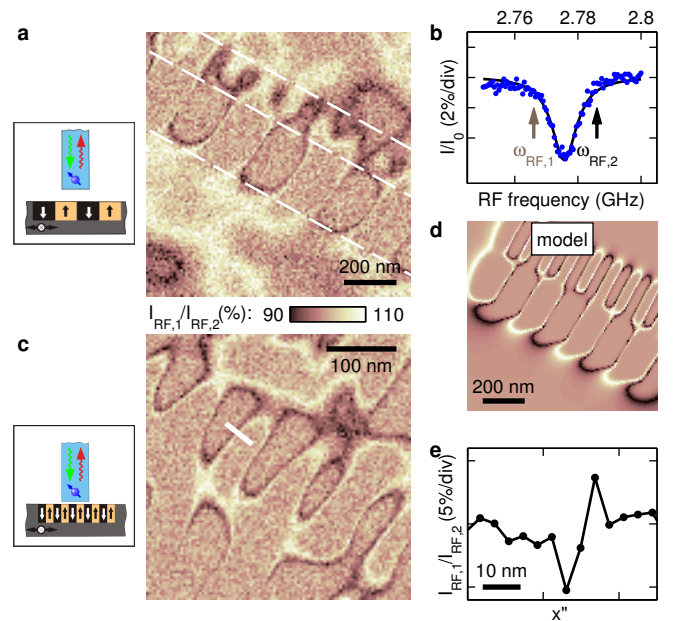 a
200 nm
b
2.76 2.78 2.8
I/I0 (2%/div)
ωRF,1 ωRF,2
RF frequency (GHz)
IRF,1/IRF,2(%): 90 110
c
100 nm
d
model
200 nm
e
IRF,1/IRF,2 (5%/div)
10 nm
x"